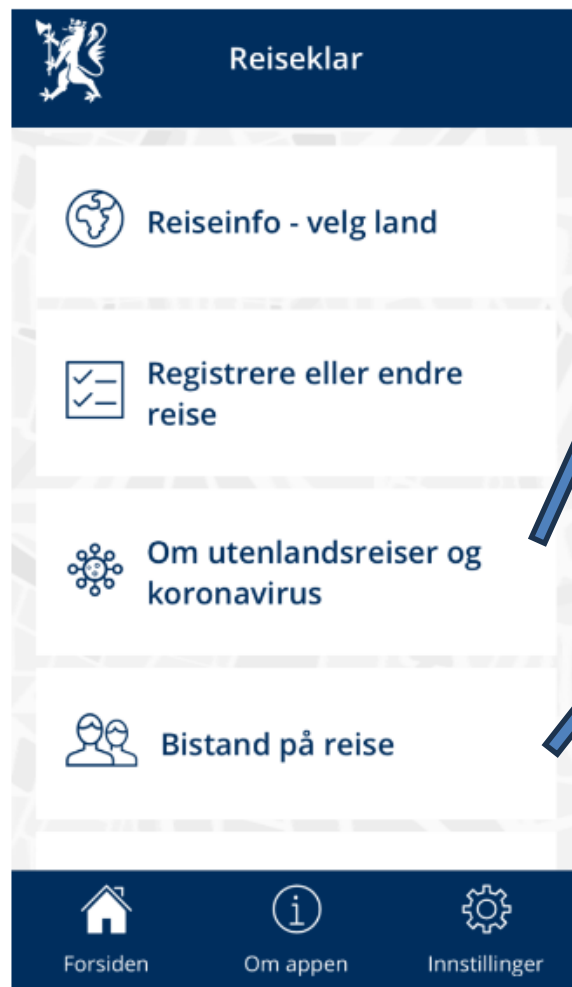 Reiseklar
Reiseinfo - velg land
Registrere eller endre
reise
Om utenlandsreiser og
koronavirus
Bistand på reise
Forsiden
Om appen
Innstillinger